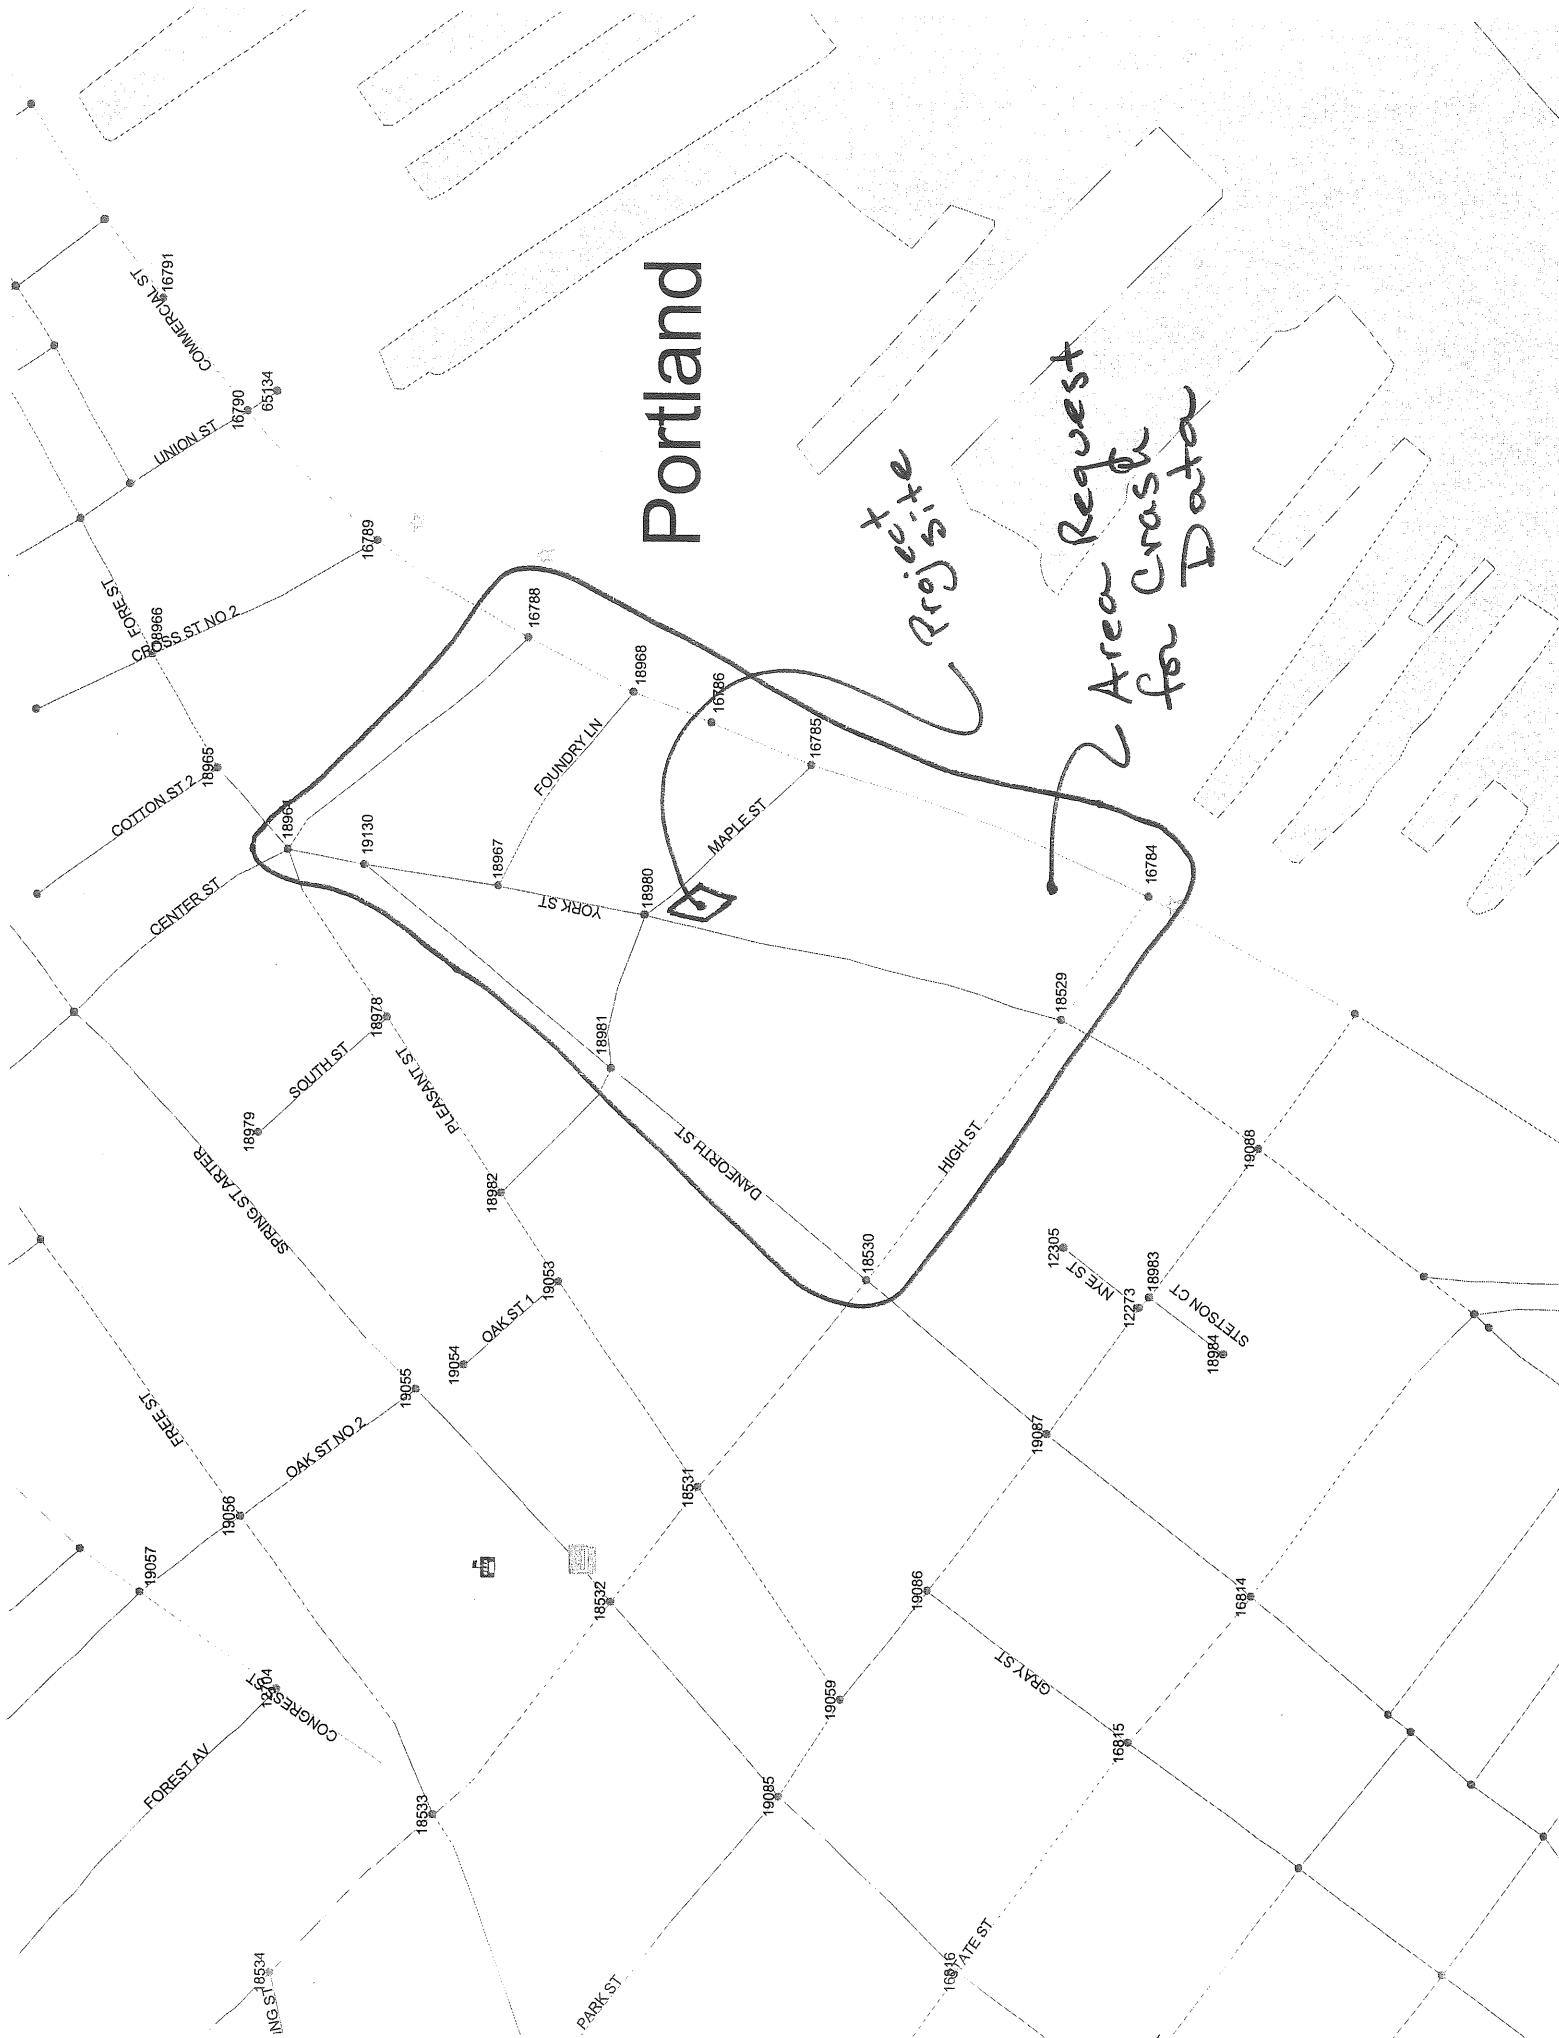 COTTON ST 2
18965
CROSS ST NO 2
18966
FORE ST
UNION ST
COMMERCIAL ST
16791
16790
65134
16789
CENTER ST
18964
19130
18967
FOUNDRY LN
18968
16788
16786
16785
MAPLE ST
18980
YORK ST
18978
SOUTH ST
18979
PLEASANT ST
18981
18982
SPRING ST ARTER
DANFORTH ST
HIGH ST
18529
16784
18530
19053
OAK ST 1
19054
19055
OAK ST NO 2
FREE ST
19056
19057
12704
CONGRESS ST
FOREST AV
18533
18534
NG ST
18532
18531
19059
19085
PARK ST
19086
GRAY ST
19087
16814
16815
16816
STATE ST
12305
NYE ST
12273
18983
STETSON CT
18984
19088
Portland
Project
Site
Area Request
for Crash
Data